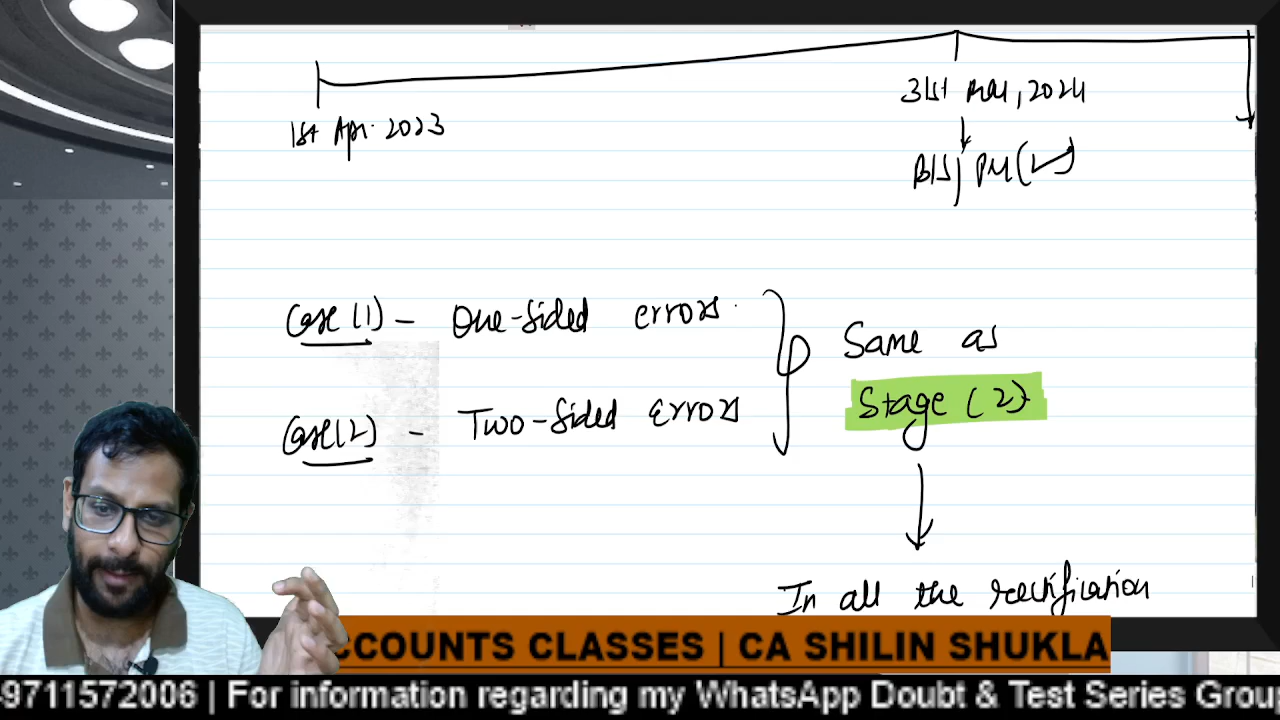 1st Apr. 2023
31st Mar, 2024
B/S
Case (1) - One-sided errors.
Case (2) - Two-sided errors
Same as
Stage (2)
In all the rectification
CCOUNTS CLASSES | CA SHILIN SHUKLA
9711572006 | For information regarding my WhatsApp Doubt & Test Series Group